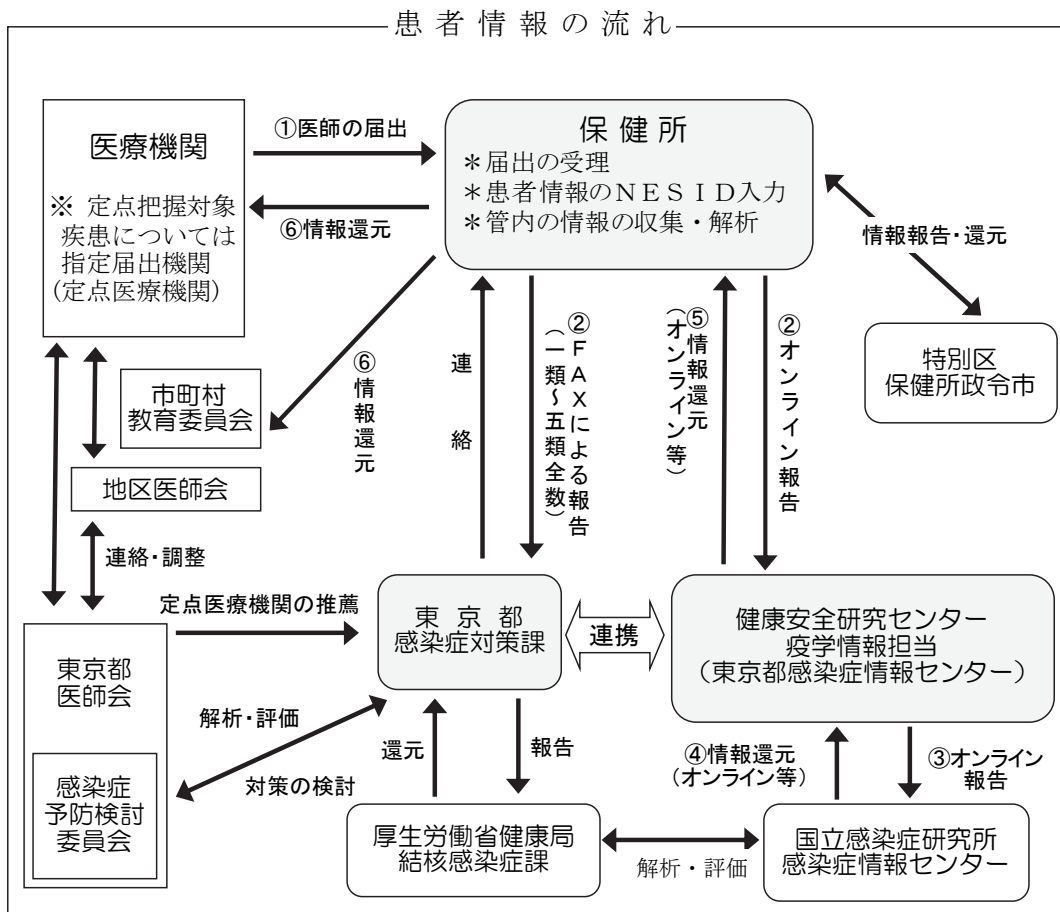 患者情報の流れ
医療機関
※ 定点把握対象
疾患については
指定届出機関
(定点医療機関)
①医師の届出
⑥情報還元
保健所
＊届出の受理
＊患者情報のＮＥＳＩＤ入力
＊管内の情報の収集・解析
情報報告・還元
特別区
保健所政令市
市町村
教育委員会
⑥情報還元
地区医師会
連絡・調整
連絡
②ＦＡＸによる報告
（一類～五類全数）
⑤情報還元
（オンライン等）
②オンライン報告
定点医療機関の推薦
東京都
医師会
感染症
予防検討
委員会
東京都
感染症対策課
連携
健康安全研究センター
疫学情報担当
（東京都感染症情報センター）
解析・評価
対策の検討
還元
報告
④情報還元
（オンライン等）
③オンライン
報告
厚生労働省健康局
結核感染症課
解析・評価
国立感染症研究所
感染症情報センター